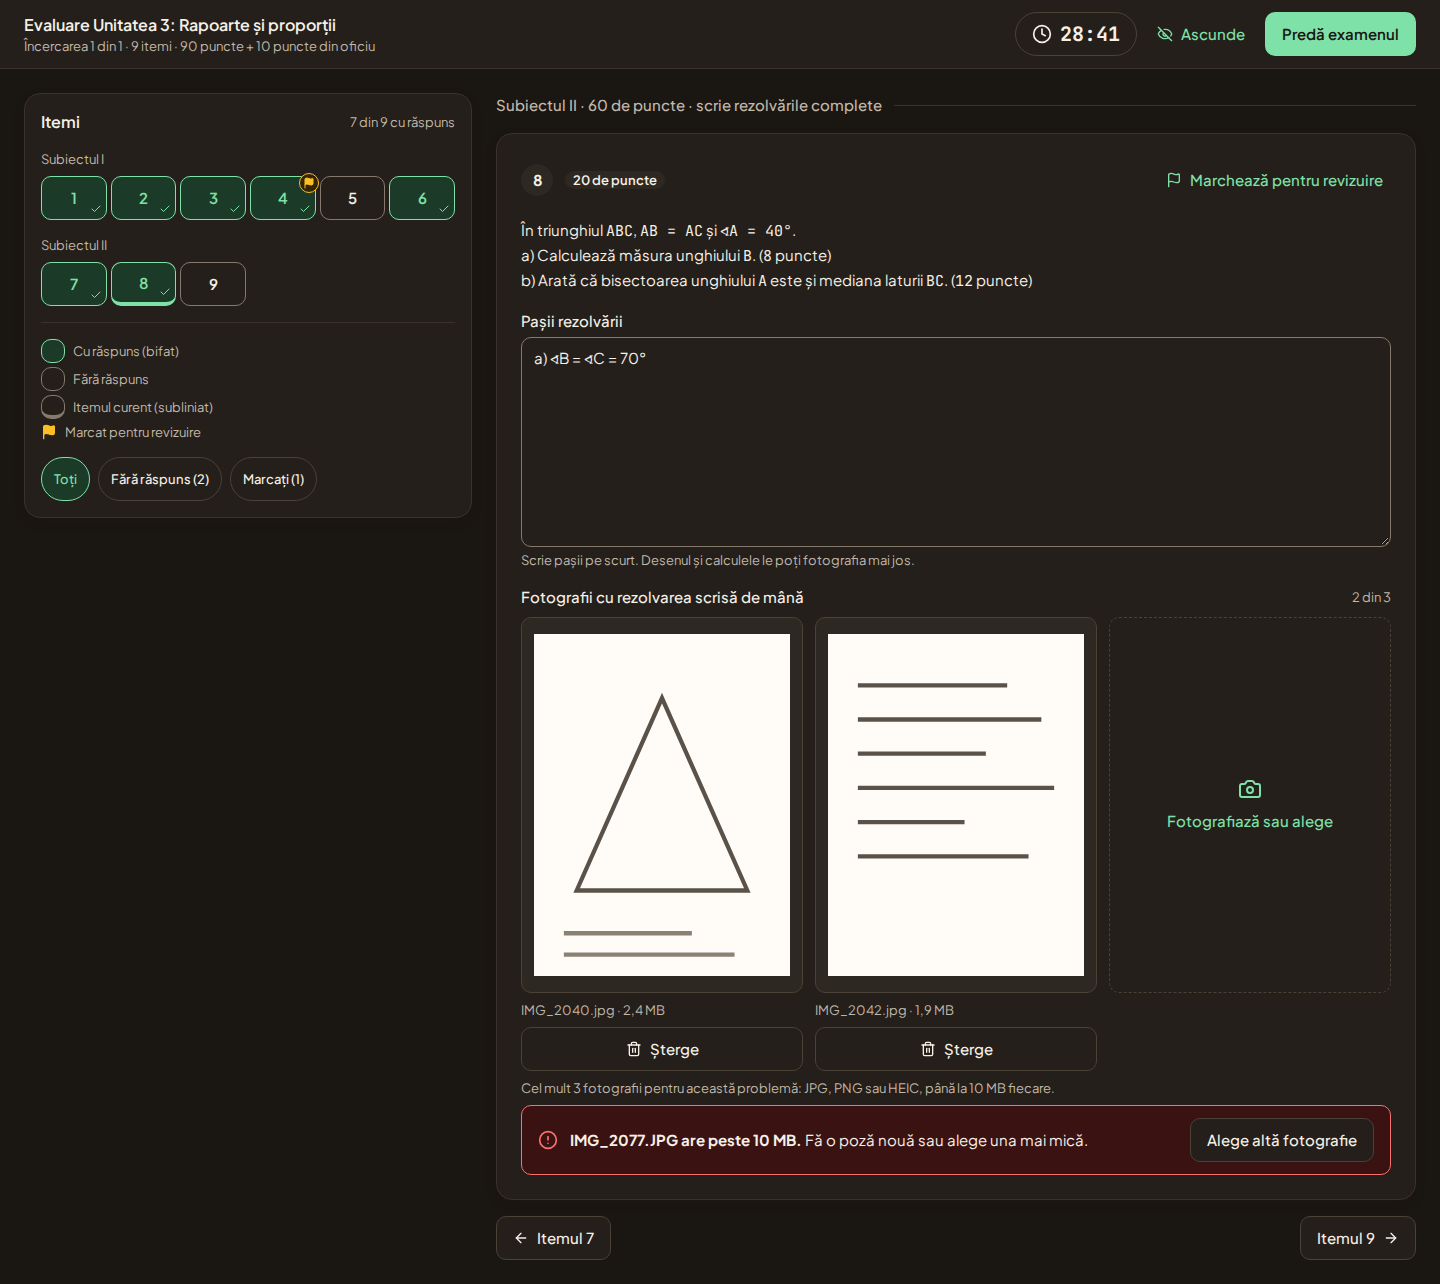 Evaluare Unitatea 3: Rapoarte și proporții
Încercarea 1 din 1 · 9 itemi · 90 puncte + 10 puncte din oficiu
28:41
Ascunde
Predă examenul
Itemi
7 din 9 cu răspuns
Subiectul I
1
2
3
4
5
6
Subiectul II
7
8
9
Cu răspuns (bifat)
Fără răspuns
Itemul curent (subliniat)
Marcat pentru revizuire
Toți
Fără răspuns (2)
Marcați (1)
Subiectul II · 60 de puncte · scrie rezolvările complete
8
20 de puncte
Marchează pentru revizuire
În triunghiul ABC, AB = AC și ∢A = 40°.
a) Calculează măsura unghiului B. (8 puncte)
b) Arată că bisectoarea unghiului A este și mediana laturii BC. (12 puncte)
Pașii rezolvării
a) ∢B = ∢C = 70°
Scrie pașii pe scurt. Desenul și calculele le poți fotografia mai jos.
Fotografii cu rezolvarea scrisă de mână
2 din 3
Fotografiază sau alege
IMG_2040.jpg · 2,4 MB
IMG_2042.jpg · 1,9 MB
Șterge
Șterge
Cel mult 3 fotografii pentru această problemă: JPG, PNG sau HEIC, până la 10 MB fiecare.
IMG_2077.JPG are peste 10 MB. Fă o poză nouă sau alege una mai mică.
Alege altă fotografie
Itemul 7
Itemul 9